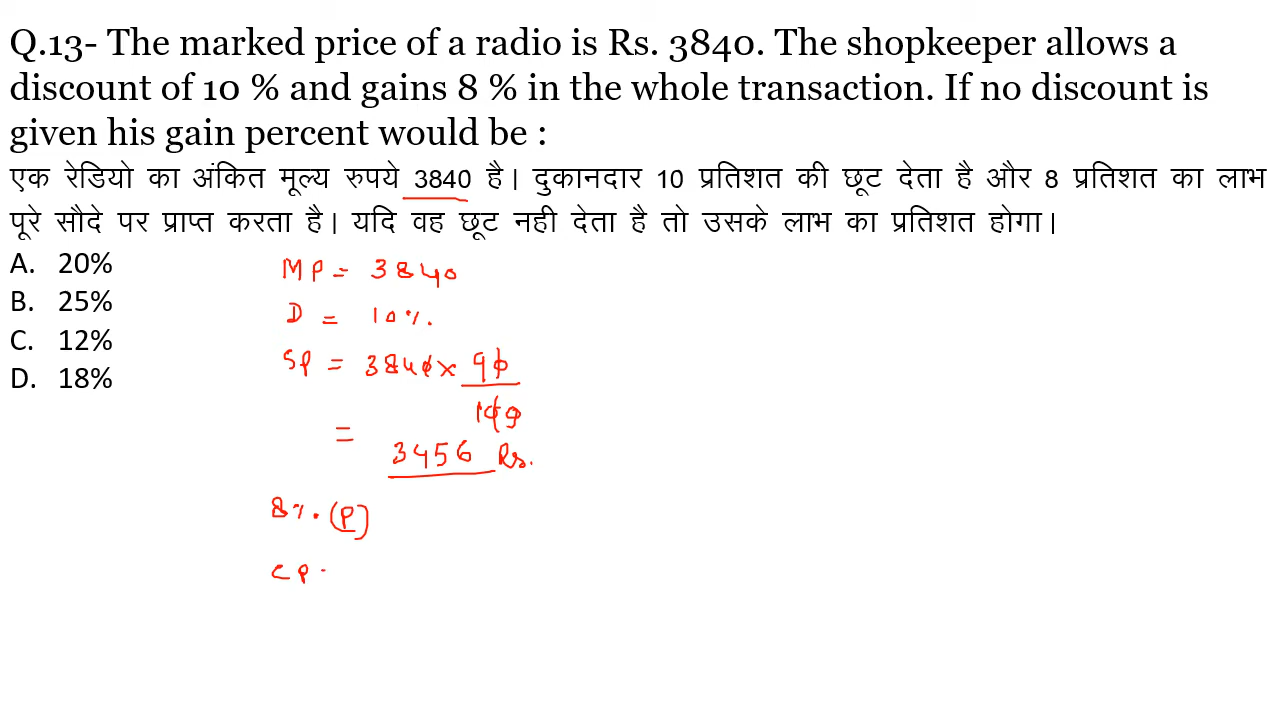 Q.13- The marked price of a radio is Rs. 3840. The shopkeeper allows a
discount of 10 % and gains 8 % in the whole transaction. If no discount is
given his gain percent would be :
एक रेडियो का अंकित मूल्य रुपये 3840 है। दुकानदार 10 प्रतिशत की छूट देता है और 8 प्रतिशत का लाभ
पूरे सौदे पर प्राप्त करता है। यदि वह छूट नही देता है तो उसके लाभ का प्रतिशत होगा।
A. 20%
B. 25%
C. 12%
D. 18%
MP = 3840
D = 10%.
SP = 3840 x 90
100
=
3456 Rs.
8%. (P)
CP -